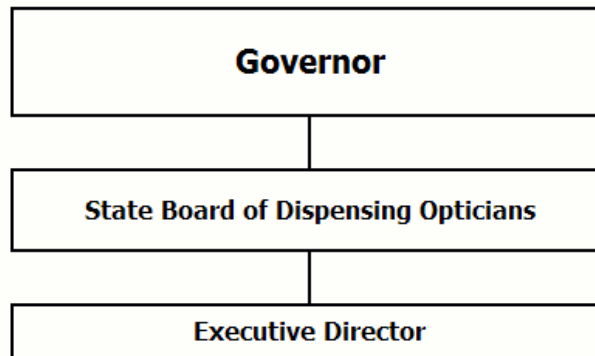 Governor
State Board of Dispensing Opticians
Executive Director